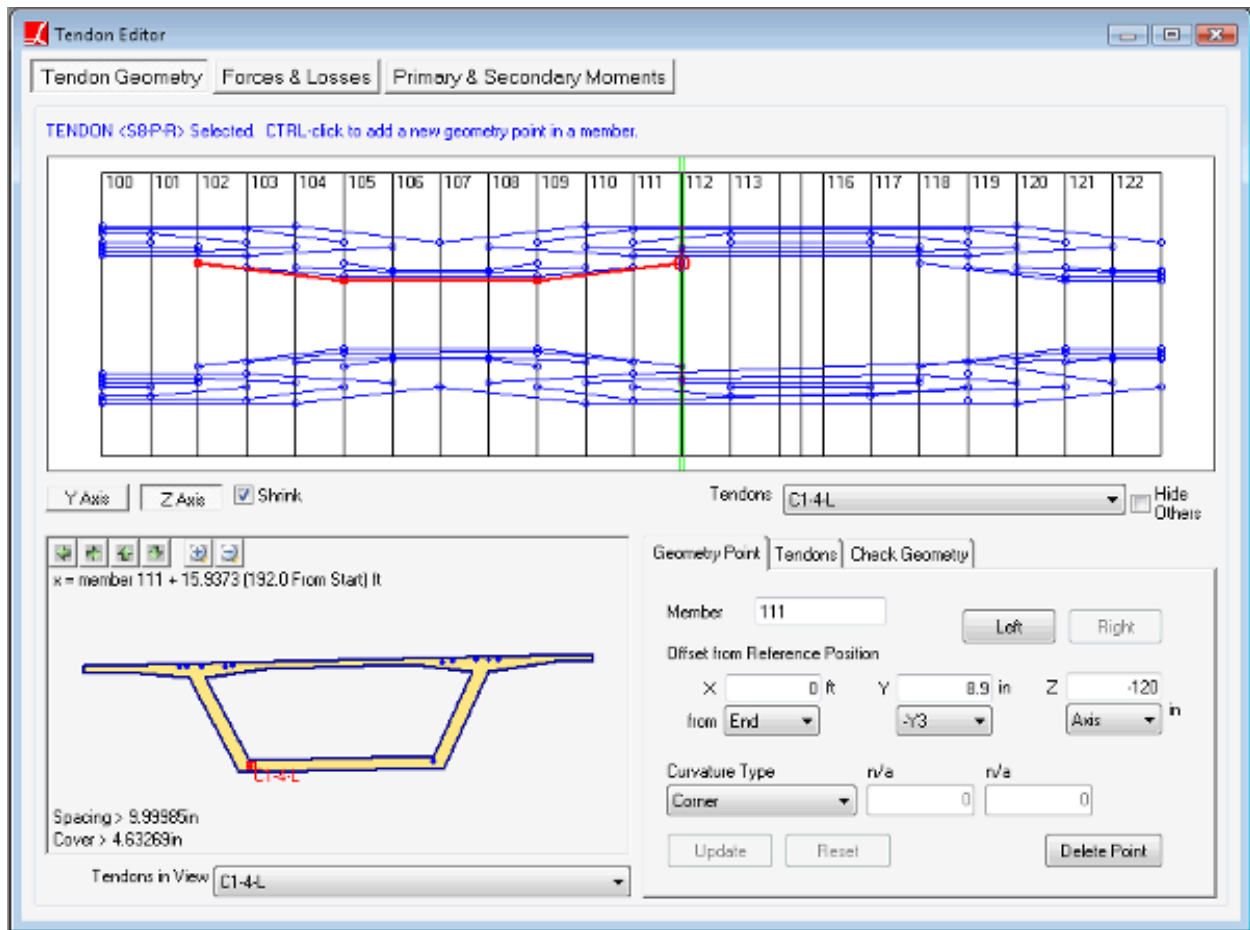 Tendon Editor
Tendon Geometry Forces & Losses Primary & Secondary Moments
TENDON <S8-P-R> Selected. CTRL-click to add a new geometry point in a member.
100 101 102 103 104 105 106 107 108 109 110 111 112 113 116 117 118 119 120 121 122
Y Axis Z Axis Shrink Tendons C1-4-L Hide Others
x = member 111 + 15.9373 (192.0 From Start) ft
C1-4-L
Spacing > 9.99985in
Cover > 4.63269in
Tendons in View C1-4-L
Geometry Point Tendons Check Geometry
Member 111 Left Right
Offset from Reference Position
X 0 ft Y 8.9 in Z -120 in
from End -Y3 Axis
Curvature Type n/a n/a
Corner 0 0
Update Reset Delete Point